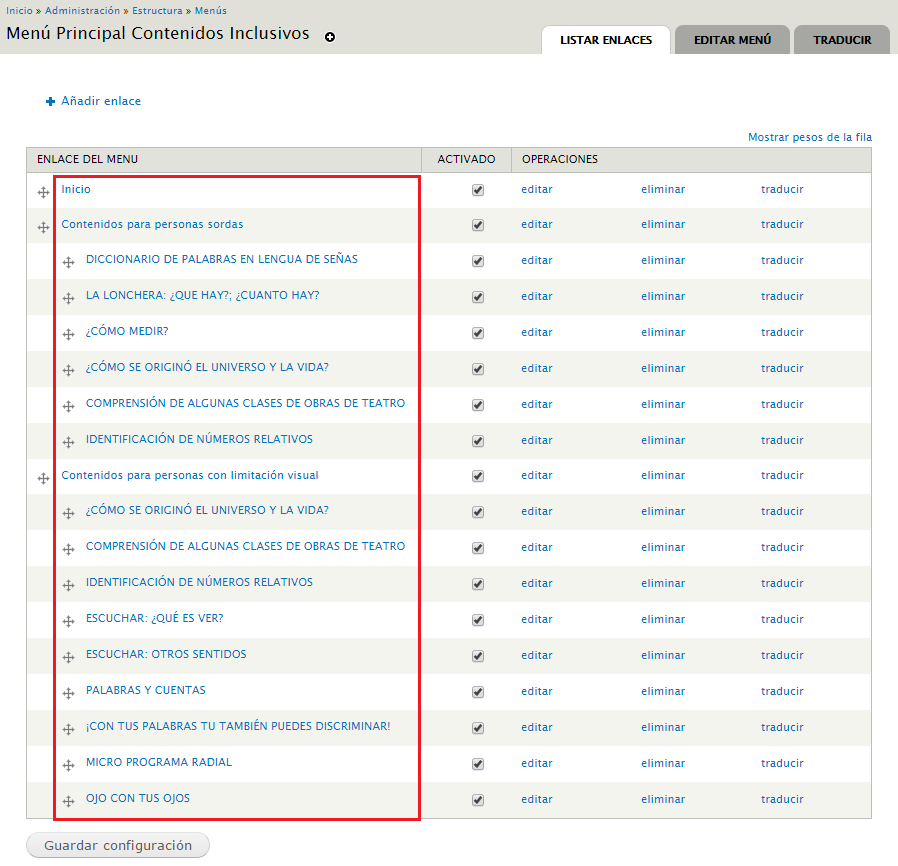 Inicio » Administración » Estructura » Menús
Menú Principal Contenidos Inclusivos
LISTAR ENLACES EDITAR MENÚ TRADUCIR
Añadir enlace
Mostrar pesos de la fila
ENLACE DEL MENU ACTIVADO OPERACIONES
Inicio editar eliminar traducir
Contenidos para personas sordas editar eliminar traducir
DICCIONARIO DE PALABRAS EN LENGUA DE SEÑAS editar eliminar traducir
LA LONCHERA: ¿QUE HAY?; ¿CUANTO HAY? editar eliminar traducir
¿CÓMO MEDIR? editar eliminar traducir
¿CÓMO SE ORIGINÓ EL UNIVERSO Y LA VIDA? editar eliminar traducir
COMPRENSIÓN DE ALGUNAS CLASES DE OBRAS DE TEATRO editar eliminar traducir
IDENTIFICACIÓN DE NÚMEROS RELATIVOS editar eliminar traducir
Contenidos para personas con limitación visual editar eliminar traducir
¿CÓMO SE ORIGINÓ EL UNIVERSO Y LA VIDA? editar eliminar traducir
COMPRENSIÓN DE ALGUNAS CLASES DE OBRAS DE TEATRO editar eliminar traducir
IDENTIFICACIÓN DE NÚMEROS RELATIVOS editar eliminar traducir
ESCUCHAR: ¿QUÉ ES VER? editar eliminar traducir
ESCUCHAR: OTROS SENTIDOS editar eliminar traducir
PALABRAS Y CUENTAS editar eliminar traducir
¡CON TUS PALABRAS TU TAMBIÉN PUEDES DISCRIMINAR! editar eliminar traducir
MICRO PROGRAMA RADIAL editar eliminar traducir
OJO CON TUS OJOS editar eliminar traducir
Guardar configuración